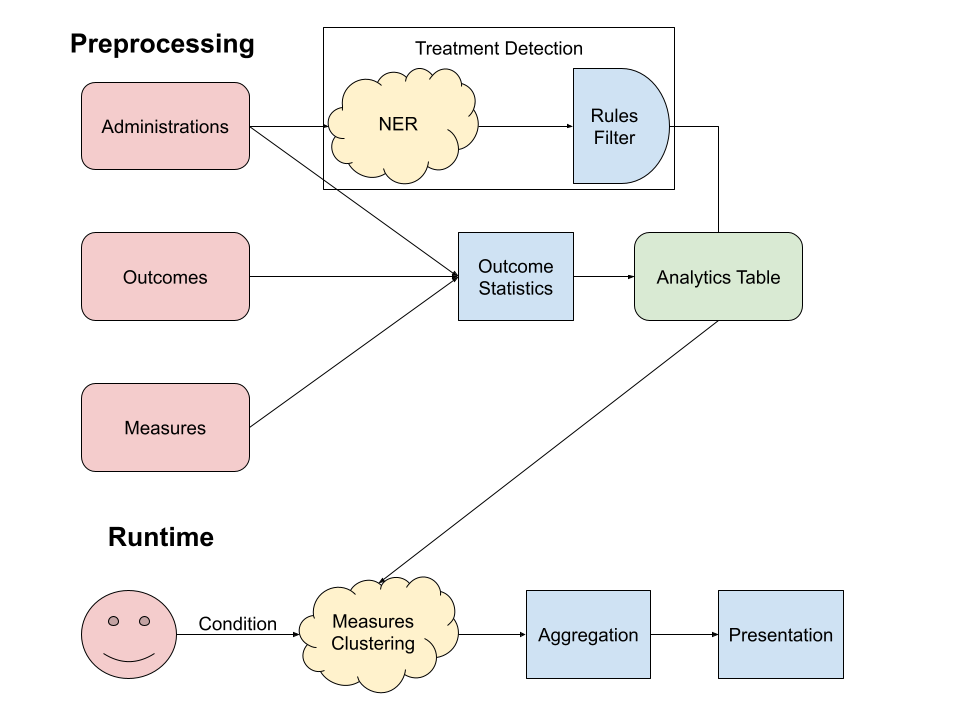 Preprocessing
Treatment Detection
Administrations
NER
Rules
Filter
Outcomes
Outcome
Statistics
Analytics Table
Measures
Runtime
Condition
Measures
Clustering
Aggregation
Presentation